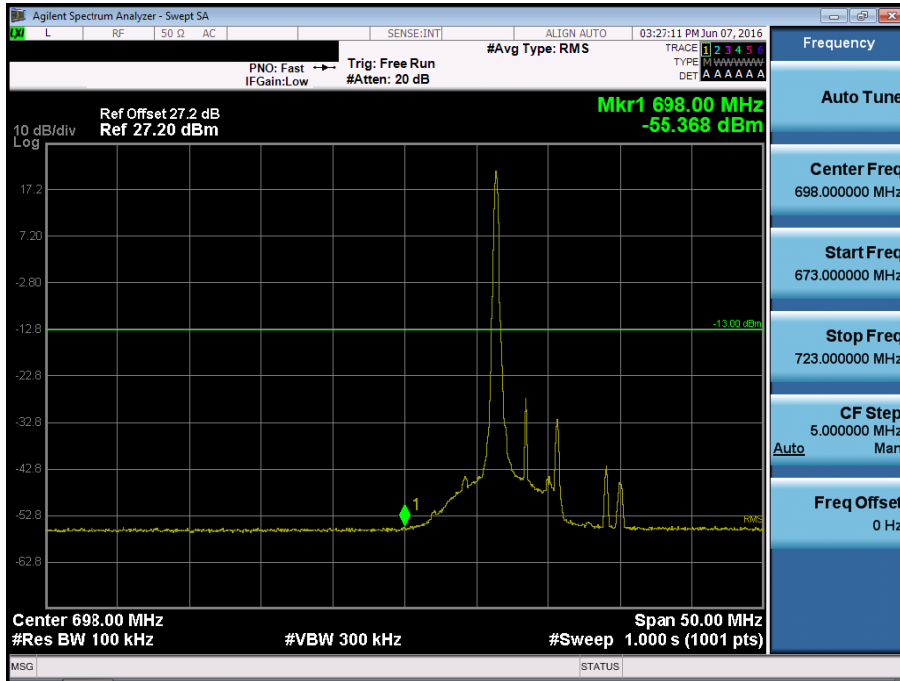 Agilent Spectrum Analyzer - Swept SA
LXI L RF 50 Ω AC SENSE:INT ALIGN AUTO 03:27:11 PM Jun 07, 2016
#Avg Type: RMS TRACE 1 2 3 4 5 6
PNO: Fast Trig: Free Run TYPE M WWWWW
IFGain:Low #Atten: 20 dB DET A A A A A A
Ref Offset 27.2 dB Mkr1 698.00 MHz
10 dB/div Ref 27.20 dBm -55.368 dBm
Log
17.2
7.20
-2.80
-12.8
-13.00 dBm
-22.8
-32.8
-42.8
1
-52.8
RMS
-62.8
Center 698.00 MHz Span 50.00 MHz
#Res BW 100 kHz #VBW 300 kHz #Sweep 1.000 s (1001 pts)
MSG STATUS
Frequency
Auto Tune
Center Freq
698.000000 MHz
Start Freq
673.000000 MHz
Stop Freq
723.000000 MHz
CF Step
5.000000 MHz
Auto Man
Freq Offset
0 Hz